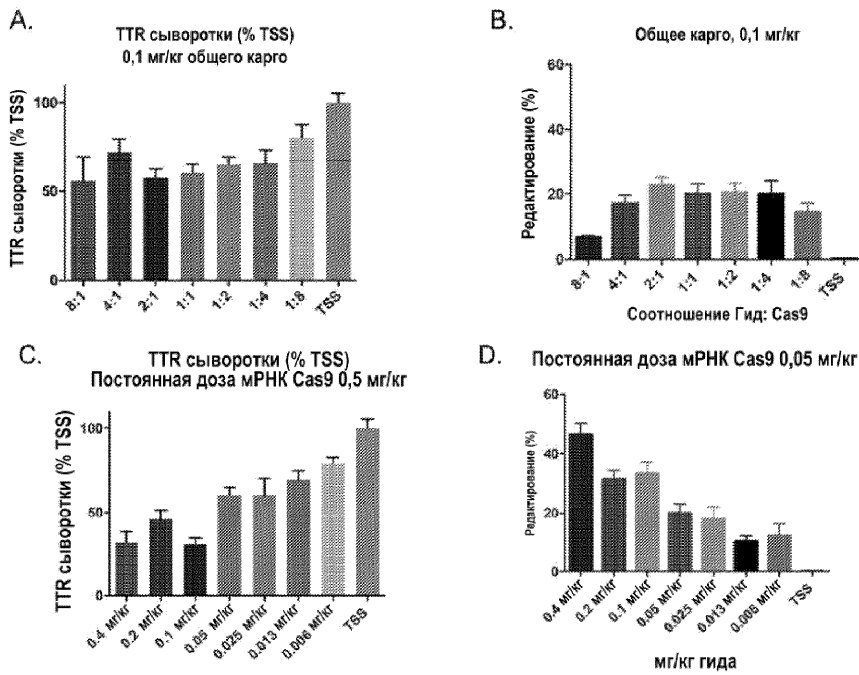 A.
TTR сыворотки (% TSS)
0,1 мг/кг общего карго
TTR сыворотки (% TSS)
100
50
0
8:1
4:1
2:1
1:1
1:2
1:4
1:8
TSS
B.
Общее карго, 0,1 мг/кг
Редактирование (%)
60
40
20
0
8:1
4:1
2:1
1:1
1:2
1:4
1:8
TSS
Соотношение Гид: Cas9
C.
TTR сыворотки (% TSS)
Постоянная доза мРНК Cas9 0,5 мг/кг
TTR сыворотки (% TSS)
100
50
0
0.4 мг/кг
0.2 мг/кг
0.1 мг/кг
0.05 мг/кг
0.025 мг/кг
0.013 мг/кг
0.006 мг/кг
TSS
D.
Постоянная доза мРНК Cas9 0,05 мг/кг
Редактирование (%)
60
40
20
0
0.4 мг/кг
0.2 мг/кг
0.1 мг/кг
0.05 мг/кг
0.025 мг/кг
0.013 мг/кг
0.006 мг/кг
TSS
мг/кг гида